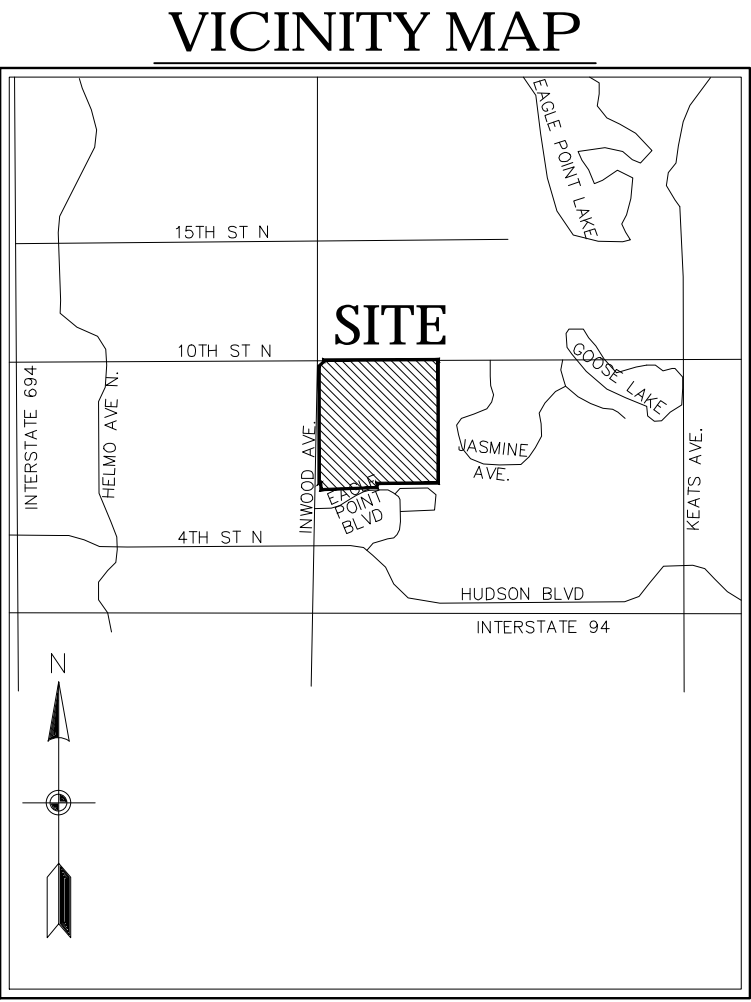 VICINITY MAP
EAGLE POINT LAKE
15TH ST N
SITE
10TH ST N
GOOSE LAKE
INTERSTATE 694
HELMO AVE N.
INWOOD AVE.
JASMINE
AVE.
KEATS AVE.
EAGLE
POINT
BLVD
4TH ST N
HUDSON BLVD
INTERSTATE 94
N